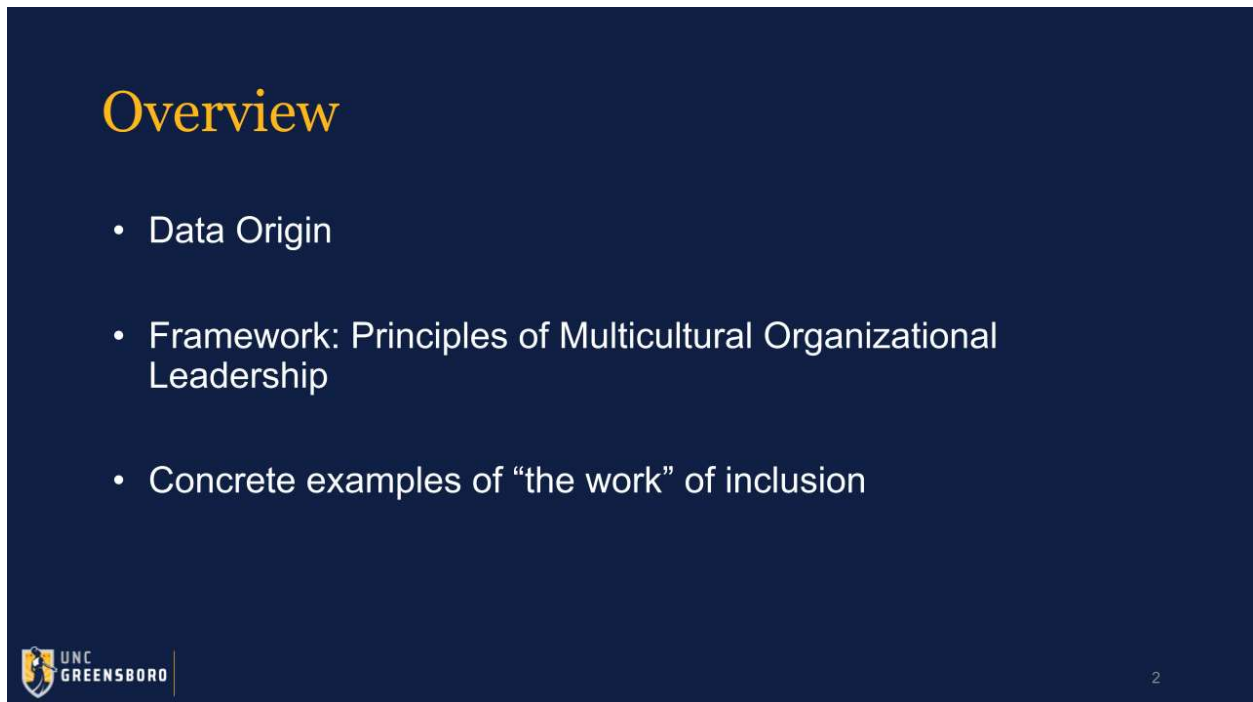 Overview
• Data Origin
• Framework: Principles of Multicultural Organizational
Leadership
• Concrete examples of “the work” of inclusion
UNC
GREENSBORO
2